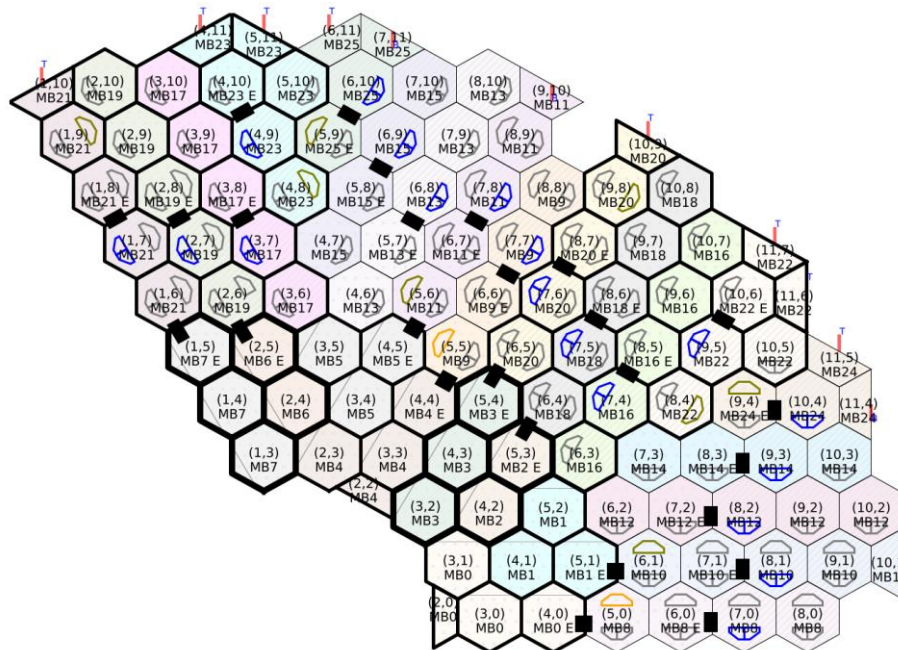 T
T
T
(4,11)
MB23
(5,11)
MB23
(6,11)
MB25
(7,11)
MB25
T
(1,10)
MB21
(2,10)
MB19
(3,10)
MB17
(4,10)
MB23 E
(5,10)
MB23
(6,10)
MB25
(7,10)
MB15
(8,10)
MB13
(9,10)
MB11
T
(1,9)
MB21
(2,9)
MB19
(3,9)
MB17
(4,9)
MB23
(5,9)
MB25 E
(6,9)
MB15
(7,9)
MB13
(8,9)
MB11
(10,9)
MB20
(1,8)
MB21 E
(2,8)
MB19 E
(3,8)
MB17 E
(4,8)
MB23
(5,8)
MB15 E
(6,8)
MB13
(7,8)
MB11
(8,8)
MB9
(9,8)
MB20
(10,8)
MB18
T
(1,7)
MB21
(2,7)
MB19
(3,7)
MB17
(4,7)
MB15
(5,7)
MB13 E
(6,7)
MB11 E
(7,7)
MB9
(8,7)
MB20 E
(9,7)
MB18
(10,7)
MB16
(11,7)
MB22
T
(1,6)
MB21
(2,6)
MB19
(3,6)
MB17
(4,6)
MB13
(5,6)
MB11
(6,6)
MB9 E
(7,6)
MB20
(8,6)
MB18 E
(9,6)
MB16
(10,6)
MB22 E
(11,6)
MB22
T
(1,5)
MB7 E
(2,5)
MB6 E
(3,5)
MB5
(4,5)
MB5 E
(5,5)
MB9
(6,5)
MB20
(7,5)
MB18
(8,5)
MB16 E
(9,5)
MB22
(10,5)
MB22
(11,5)
MB24
(1,4)
MB7
(2,4)
MB6
(3,4)
MB5
(4,4)
MB4 E
(5,4)
MB3 E
(6,4)
MB18
(7,4)
MB16
(8,4)
MB22
(9,4)
MB24 E
(10,4)
MB24
(11,4)
MB24
(1,3)
MB7
(2,3)
MB4
(3,3)
MB4
(4,3)
MB3
(5,3)
MB2 E
(6,3)
MB16
(7,3)
MB14
(8,3)
MB14 E
(9,3)
MB14
(10,3)
MB14
(2,2)
MB4
(3,2)
MB3
(4,2)
MB2
(5,2)
MB1
(6,2)
MB12
(7,2)
MB12 E
(8,2)
MB12
(9,2)
MB12
(10,2)
MB12
(3,1)
MB0
(4,1)
MB1
(5,1)
MB1 E
(6,1)
MB10
(7,1)
MB10 E
(8,1)
MB10
(9,1)
MB10
(10,
MB1
(2,0)
MB0
(3,0)
MB0
(4,0)
MB0 E
(5,0)
MB8
(6,0)
MB8 E
(7,0)
MB8
(8,0)
MB8